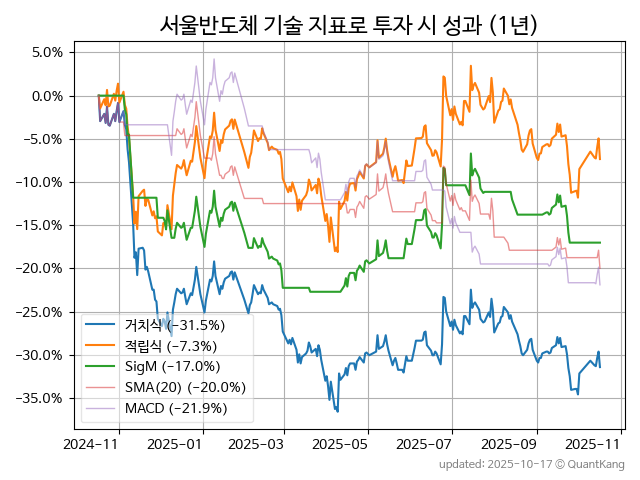 서울반도체 기술 지표로 투자 시 성과 (1년)
5.0%
0.0%
−5.0%
−10.0%
−15.0%
−20.0%
−25.0%
−30.0%
−35.0%
거치식 (−31.5%)
적립식 (−7.3%)
SigM (−17.0%)
SMA(20) (−20.0%)
MACD (−21.9%)
2024-11 2025-01 2025-03 2025-05 2025-07 2025-09 2025-11
updated: 2025-10-17 © QuantKang